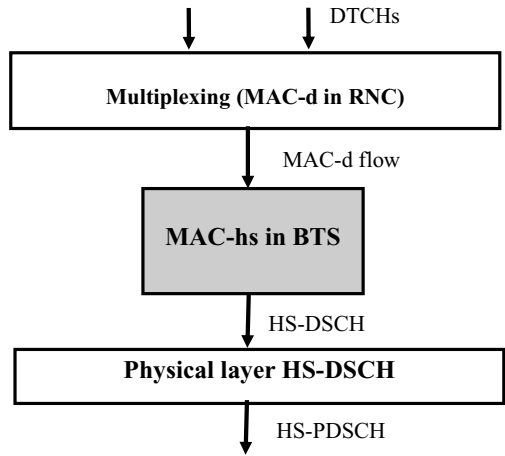 DTCHs
Multiplexing (MAC-d in RNC)
MAC-d flow
MAC-hs in BTS
HS-DSCH
Physical layer HS-DSCH
HS-PDSCH